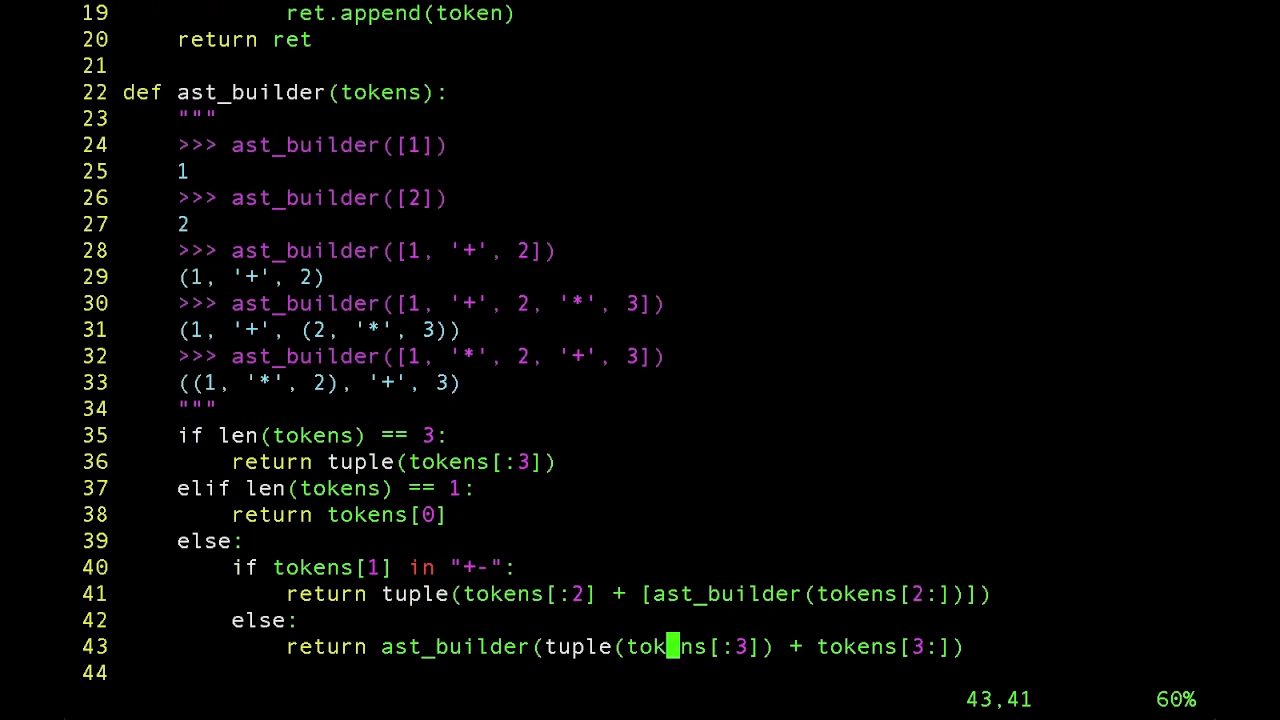 19 ret.append(token)
20 return ret
21
22 def ast_builder(tokens):
23 """
24 >>> ast_builder([1])
25 1
26 >>> ast_builder([2])
27 2
28 >>> ast_builder([1, '+', 2])
29 (1, '+', 2)
30 >>> ast_builder([1, '+', 2, '*', 3])
31 (1, '+', (2, '*', 3))
32 >>> ast_builder([1, '*', 2, '+', 3])
33 ((1, '*', 2), '+', 3)
34 """
35 if len(tokens) == 3:
36 return tuple(tokens[:3])
37 elif len(tokens) == 1:
38 return tokens[0]
39 else:
40 if tokens[1] in "+-":
41 return tuple(tokens[:2] + [ast_builder(tokens[2:])])
42 else:
43 return ast_builder(tuple(tokens[:3]) + tokens[3:])
44
43,41 60%